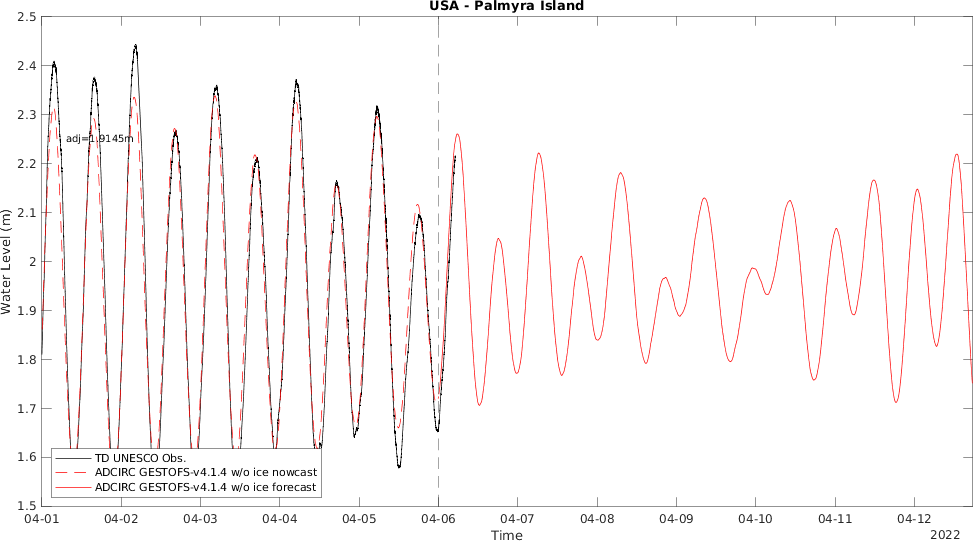 USA - Palmyra Island
2.5
2.4
2.3
adj=1.9145m
2.2
2.1
2
1.9
1.8
1.7
1.6
1.5
Water Level (m)
TD UNESCO Obs.
ADCIRC GESTOFS-v4.1.4 w/o ice nowcast
ADCIRC GESTOFS-v4.1.4 w/o ice forecast
04-01 04-02 04-03 04-04 04-05 04-06 04-07 04-08 04-09 04-10 04-11 04-12
Time
2022